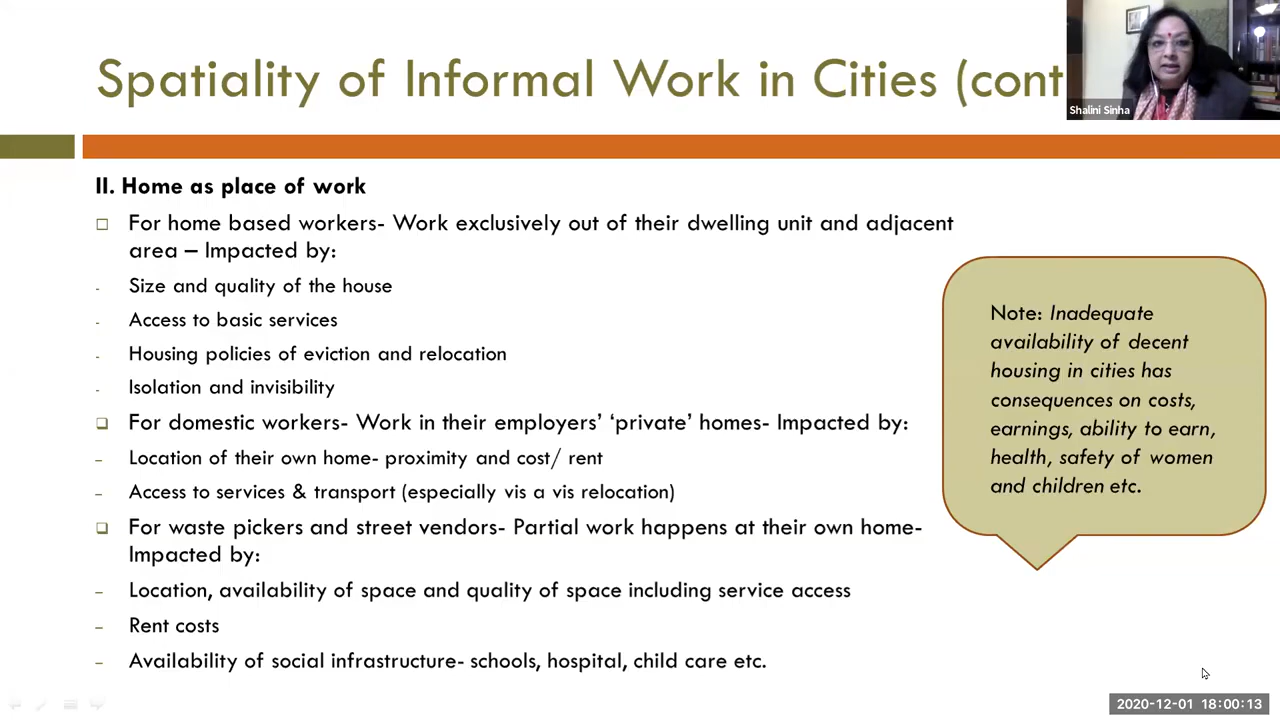 Spatiality of Informal Work in Cities (cont
Shalini Sinha
II. Home as place of work
For home based workers- Work exclusively out of their dwelling unit and adjacent
area – Impacted by:
- Size and quality of the house
- Access to basic services
- Housing policies of eviction and relocation
- Isolation and invisibility
For domestic workers- Work in their employers’ ‘private’ homes- Impacted by:
– Location of their own home- proximity and cost/ rent
– Access to services & transport (especially vis a vis relocation)
For waste pickers and street vendors- Partial work happens at their own home-
Impacted by:
– Location, availability of space and quality of space including service access
– Rent costs
– Availability of social infrastructure- schools, hospital, child care etc.
Note: Inadequate
availability of decent
housing in cities has
consequences on costs,
earnings, ability to earn,
health, safety of women
and children etc.
2020-12-01 18:00:13